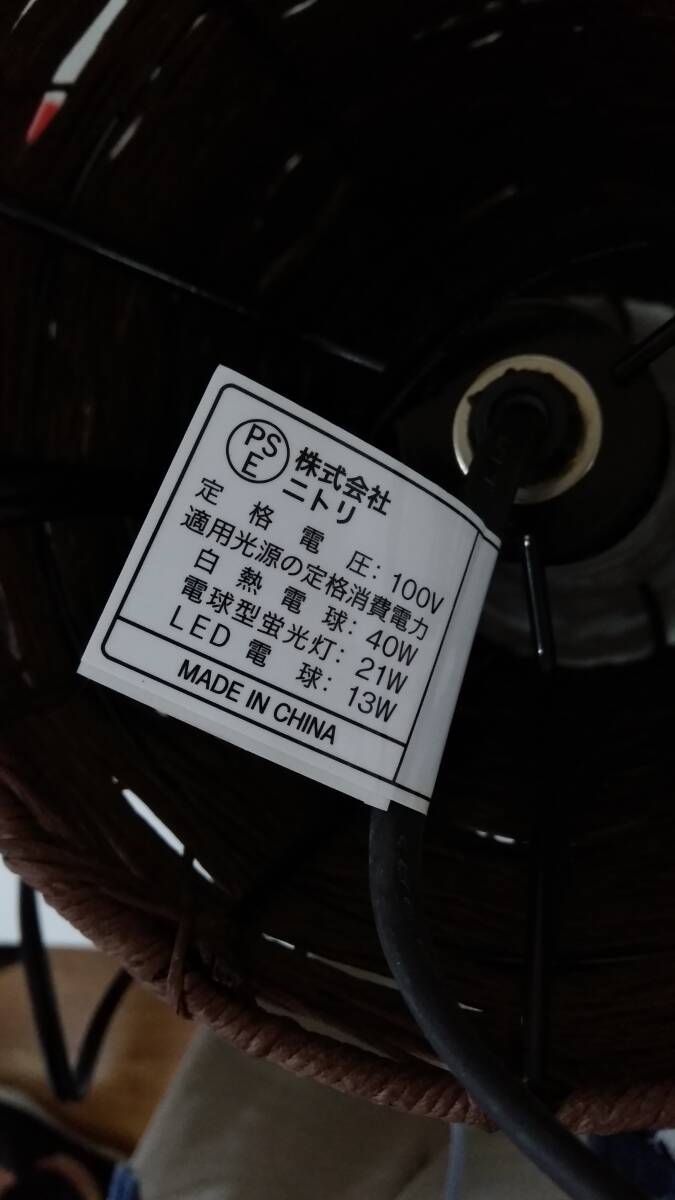 PSE
株式会社
ニトリ
定格電圧: 100V
適用光源の定格消費電力
白熱電球: 40W
電球型蛍光灯: 21W
LED電球: 13W
MADE IN CHINA